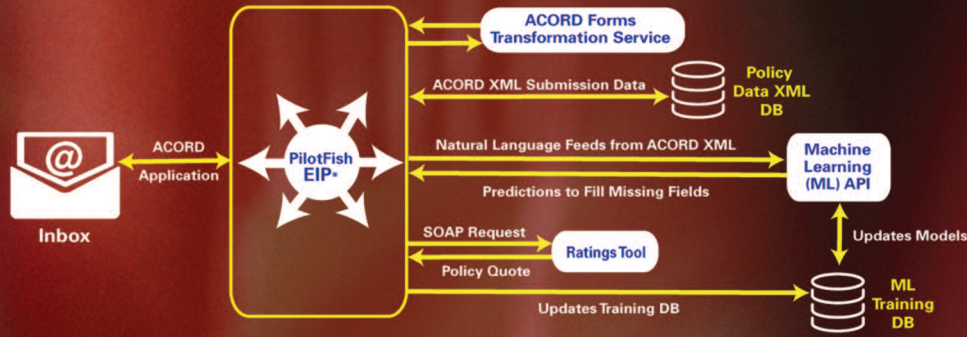 ACORD Forms
Transformation Service
ACORD XML Submission Data
Policy
Data XML
DB
@
ACORD
Application
Inbox
PilotFish
EIP
Natural Language Feeds from ACORD XML
Predictions to Fill Missing Fields
Machine
Learning
(ML) API
SOAP Request
Policy Quote
Ratings Tool
Updates Models
Updates Training DB
ML
Training
DB